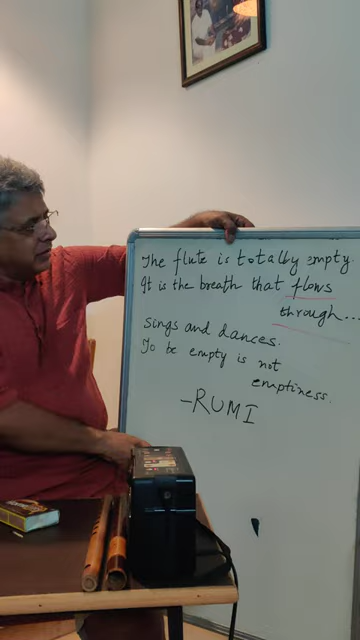 The flute is totally empty.
It is the breath that flows
through...
sings and dances.
To be empty is not
emptiness.
-RUMI